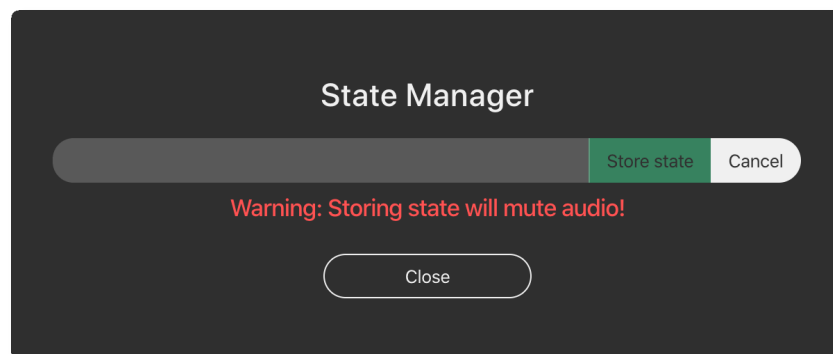 State Manager
Store state Cancel
Warning: Storing state will mute audio!
Close